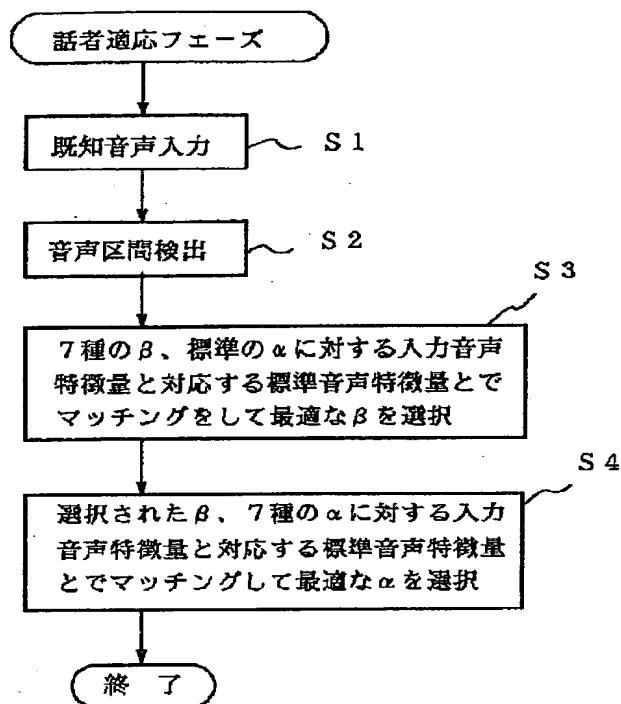 話者適応フェーズ
既知音声入力
S1
音声区間検出
S2
S3
7種のβ、標準のαに対する入力音声
特徴量と対応する標準音声特徴量とで
マッチングをして最適なβを選択
S4
選択されたβ、7種のαに対する入力
音声特徴量と対応する標準音声特徴量
とでマッチングして最適なαを選択
終了